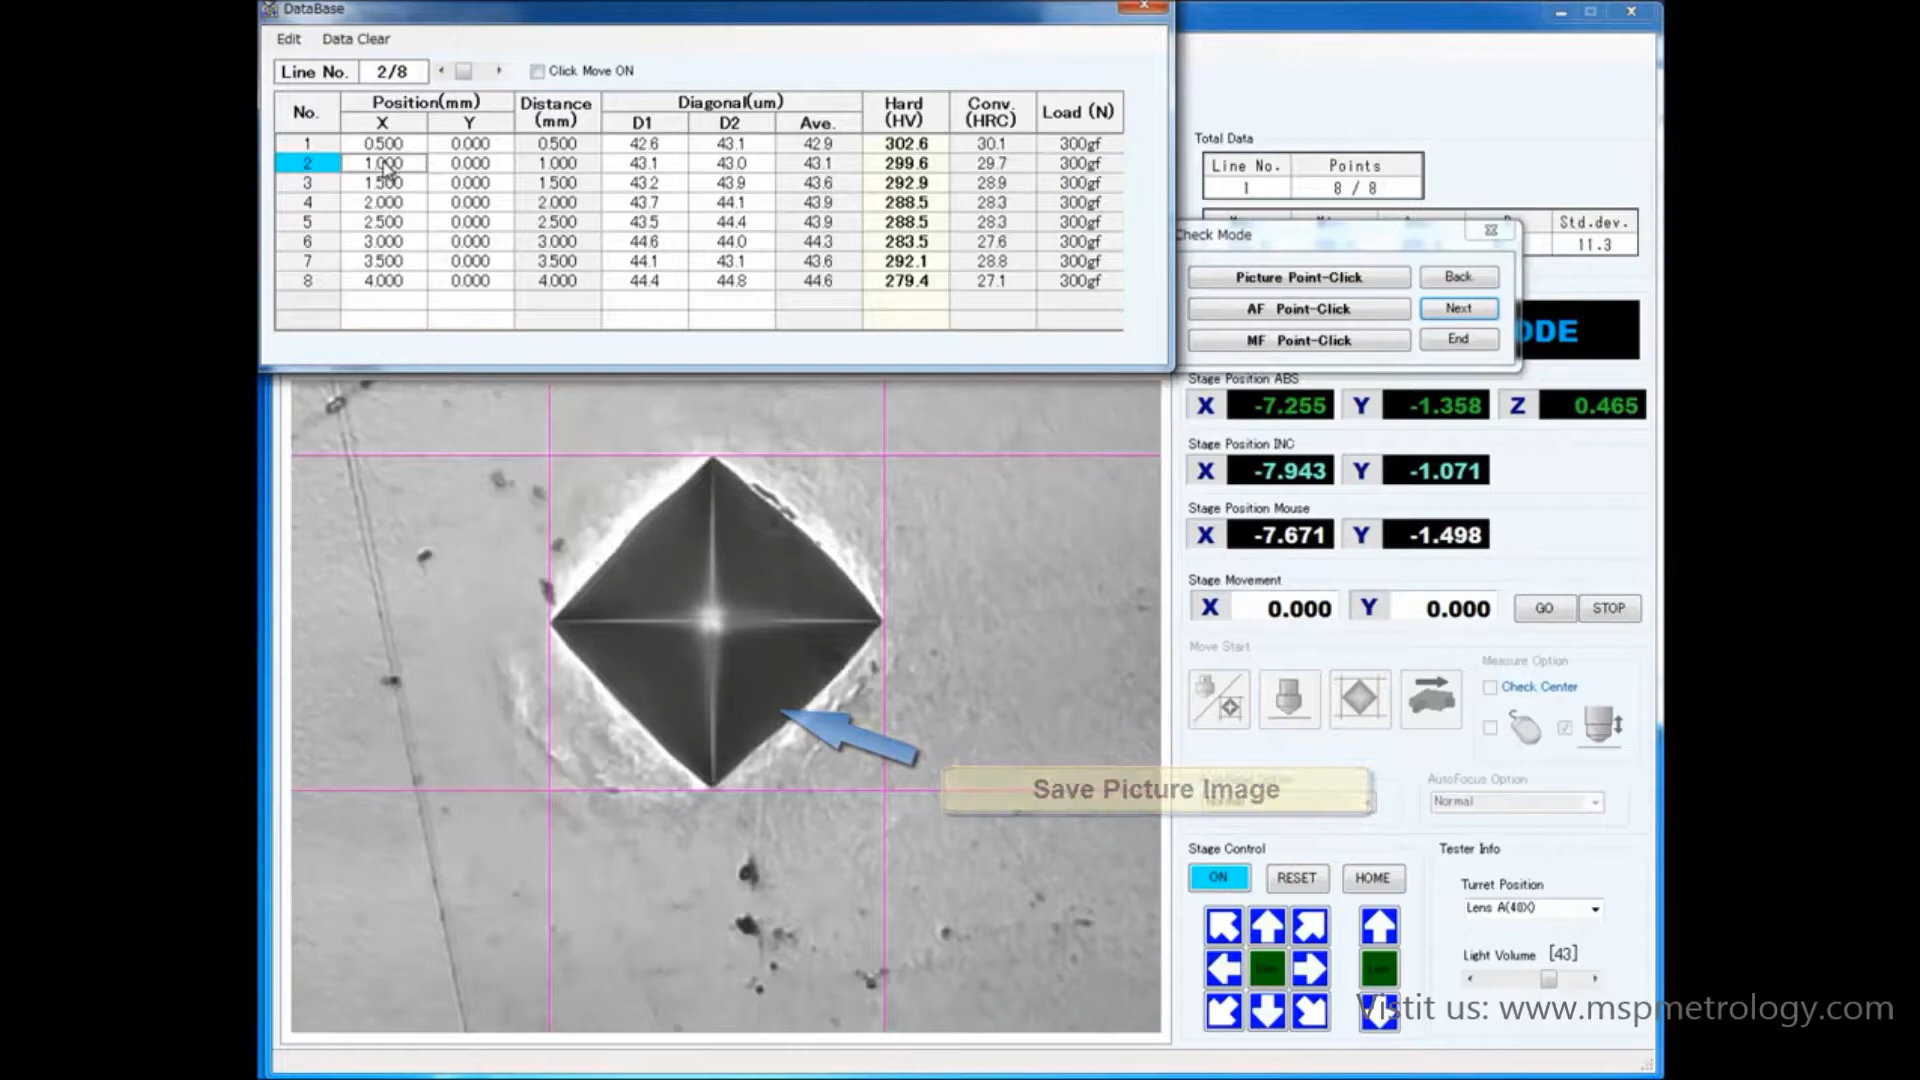 DataBase
Edit Data Clear
Line No. 2/8 Click Move ON
No. Position(mm) Distance (mm) Diagonal(um) Hard (HV) Conv. (HRC) Load (N)
X Y D1 D2 Ave.
1 0.500 0.000 0.500 42.6 43.1 42.9 302.6 30.1 300gf
2 1.000 0.000 1.000 43.1 43.0 43.1 299.6 29.7 300gf
3 1.500 0.000 1.500 43.2 43.9 43.6 292.9 28.9 300gf
4 2.000 0.000 2.000 43.7 44.1 43.9 288.5 28.3 300gf
5 2.500 0.000 2.500 43.5 44.4 43.9 288.5 28.3 300gf
6 3.000 0.000 3.000 44.6 44.0 44.3 283.5 27.6 300gf
7 3.500 0.000 3.500 44.1 43.1 43.6 292.1 28.8 300gf
8 4.000 0.000 4.000 44.4 44.8 44.6 279.4 27.1 300gf
Total Data
Line No. Points
1 8 / 8
Std.dev.
11.3
Check Mode
Picture Point-Click Back
AF Point-Click Next
MF Point-Click End
ODE
Stage Position ABS
X -7.255 Y -1.358 Z 0.465
Stage Position INC
X -7.943 Y -1.071
Stage Position Mouse
X -7.671 Y -1.498
Stage Movement
X 0.000 Y 0.000 GO STOP
Move Start
Measure Option
Check Center
Save Picture Image
AutoFocus Option
Normal
Stage Control
ON RESET HOME
Tester Info
Turret Position
Lens A(40X)
Light Volume [43]
Vistit us: www.mspmetrology.com